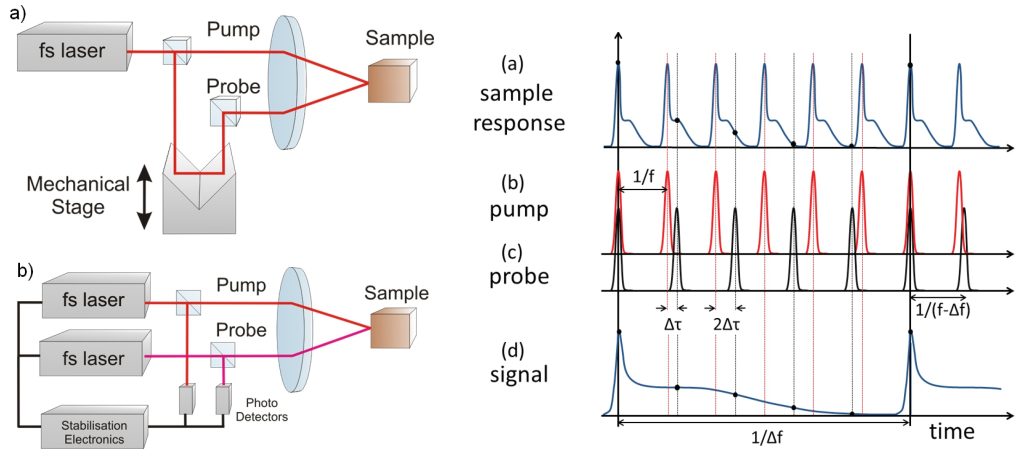 a)
fs laser
Pump
Sample
Probe
Mechanical
Stage
b)
fs laser
Pump
Sample
fs laser
Probe
Photo
Detectors
Stabilisation
Electronics
(a)
sample
response
(b)
pump
1/f
(c)
probe
1/(f-Δf)
Δτ
2Δτ
(d)
signal
1/Δf
time